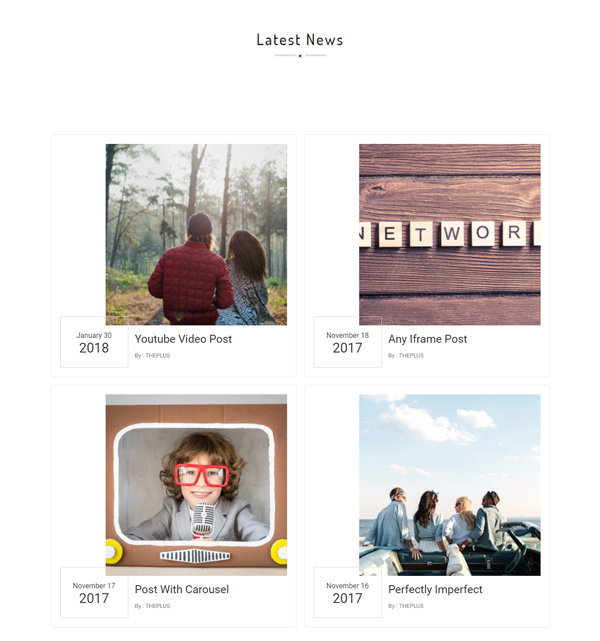 Latest News
NETWOR
January 30
2018
Youtube Video Post
By : THEPLUS
November 18
2017
Any Iframe Post
By : THEPLUS
November 17
2017
Post With Carousel
By : THEPLUS
November 16
2017
Perfectly Imperfect
By : THEPLUS